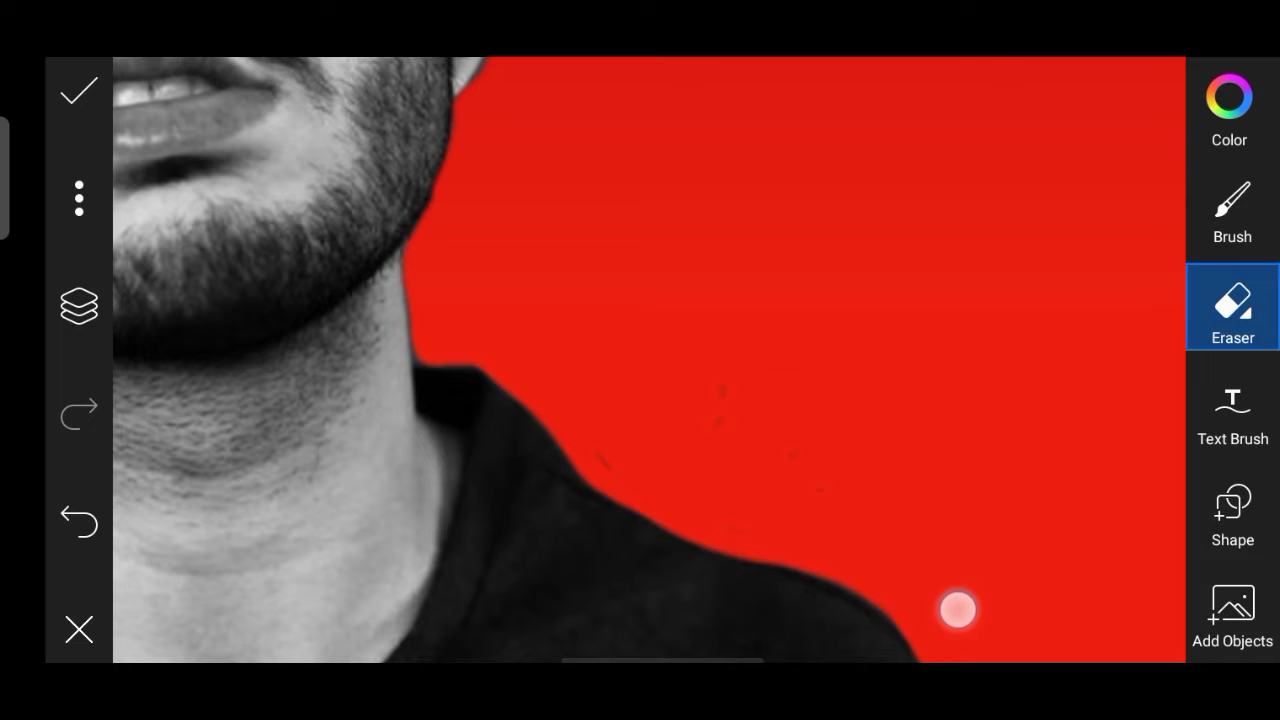 Color
Brush
Eraser
Text Brush
Shape
Add Objects